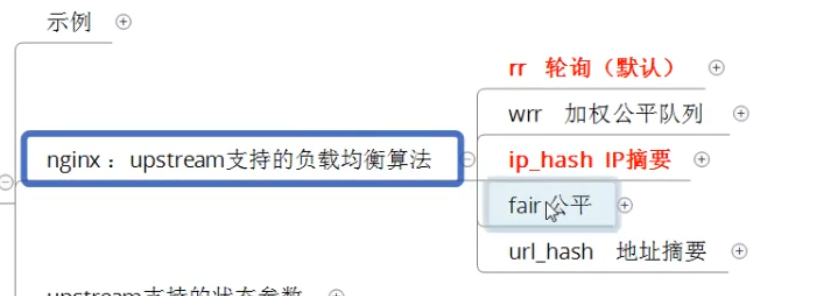 示例
rr 轮询（默认）
wrr 加权公平队列
nginx：upstream支持的负载均衡算法
ip_hash IP摘要
fair 公平
url_hash 地址摘要
upstream支持的状态参数